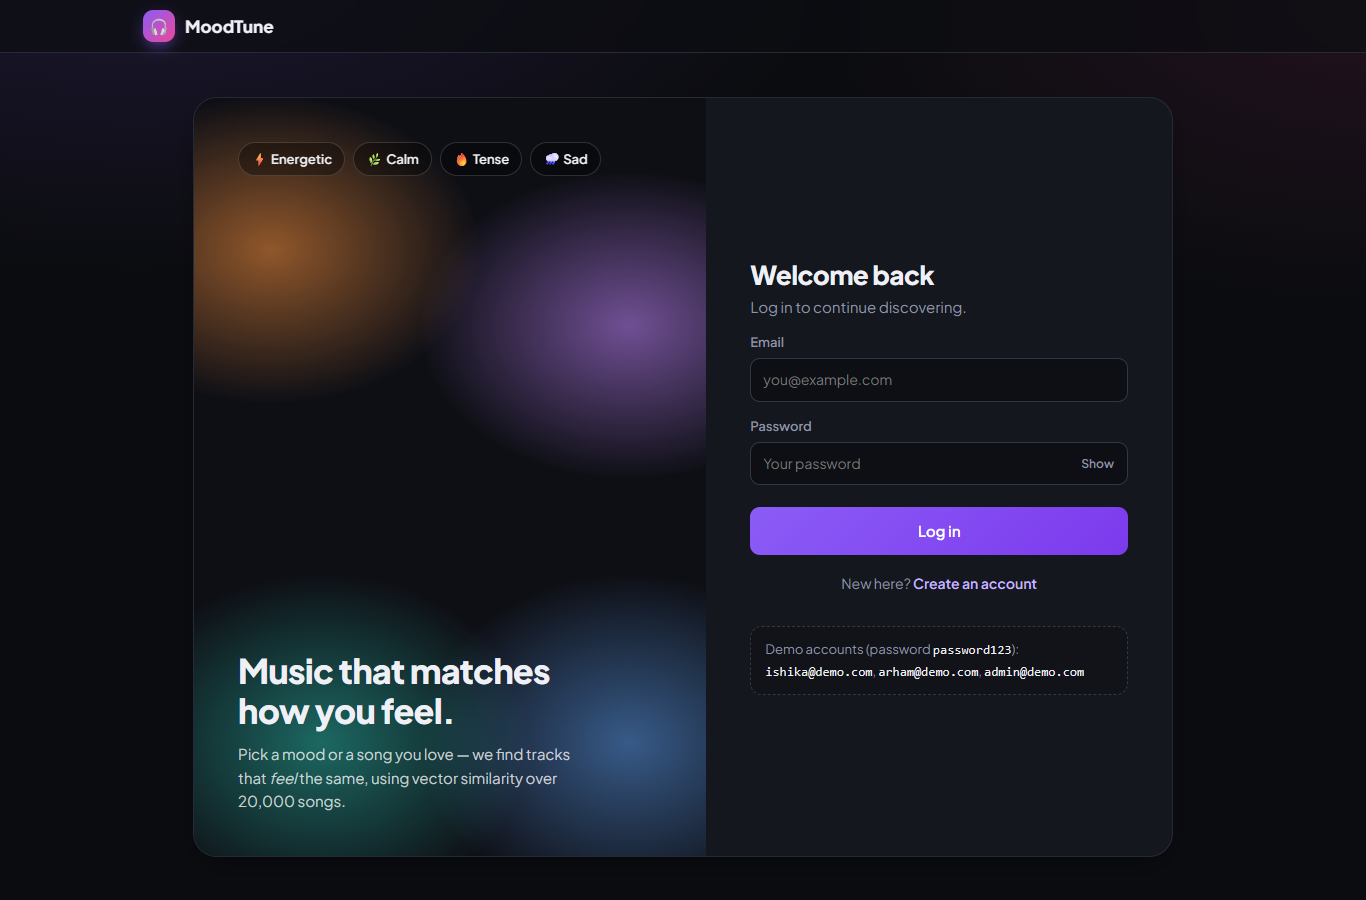 MoodTune
Energetic
Calm
Tense
Sad
Music that matches
how you feel.
Pick a mood or a song you love — we find tracks
that feel the same, using vector similarity over
20,000 songs.
Welcome back
Log in to continue discovering.
Email
you@example.com
Password
Your password
Show
Log in
New here? Create an account
Demo accounts (password password123):
ishika@demo.com, arham@demo.com, admin@demo.com